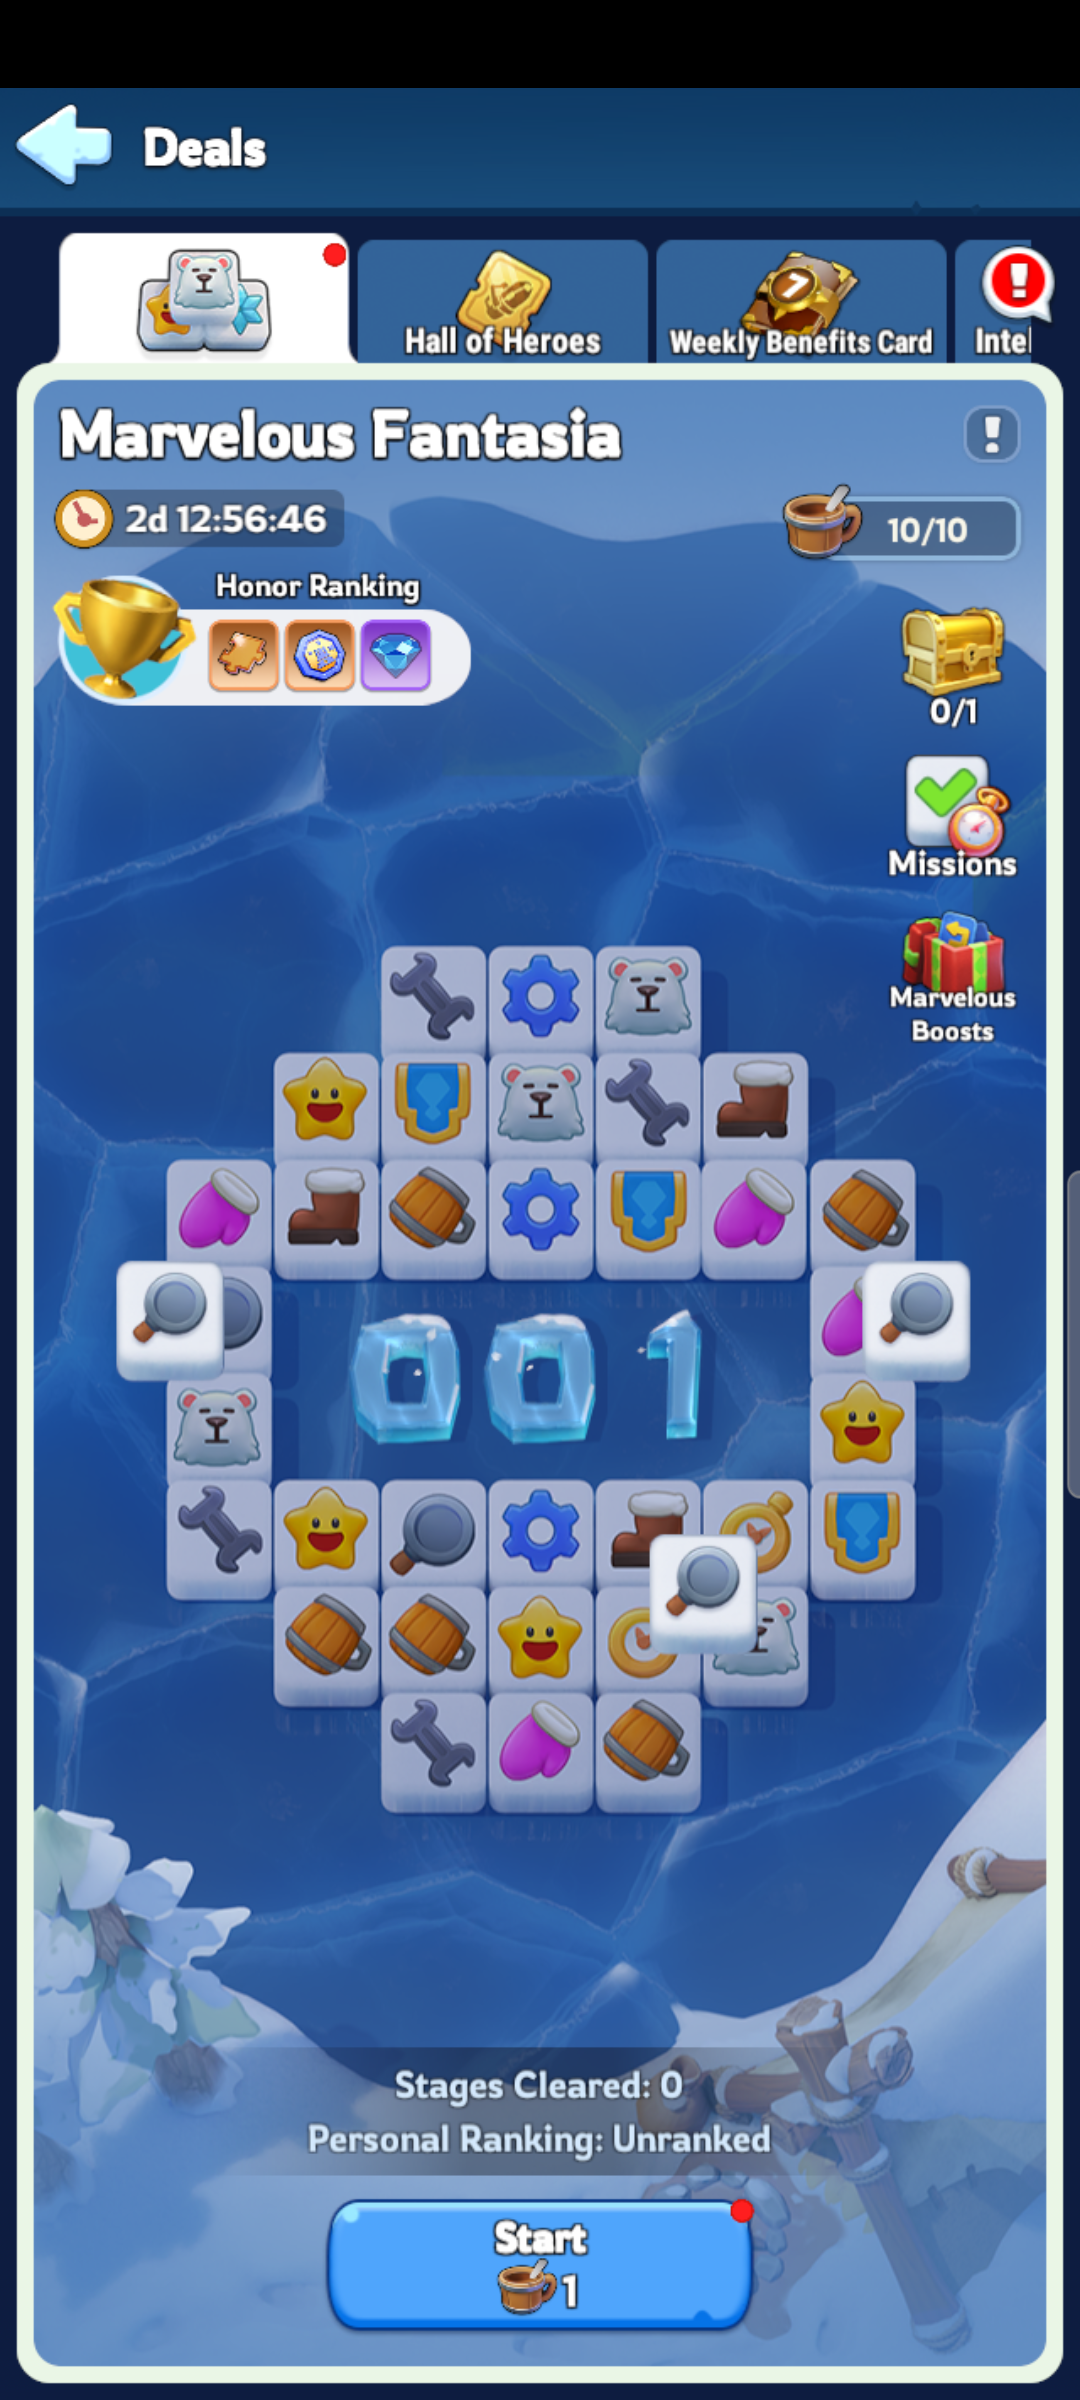 Deals
Hall of Heroes
7
Weekly Benefits Card
Marvelous Fantasia
2d 12:56:46
10/10
Honor Ranking
0/1
Missions
Marvelous
Boosts
001
Stages Cleared: 0
Personal Ranking: Unranked
Start
1